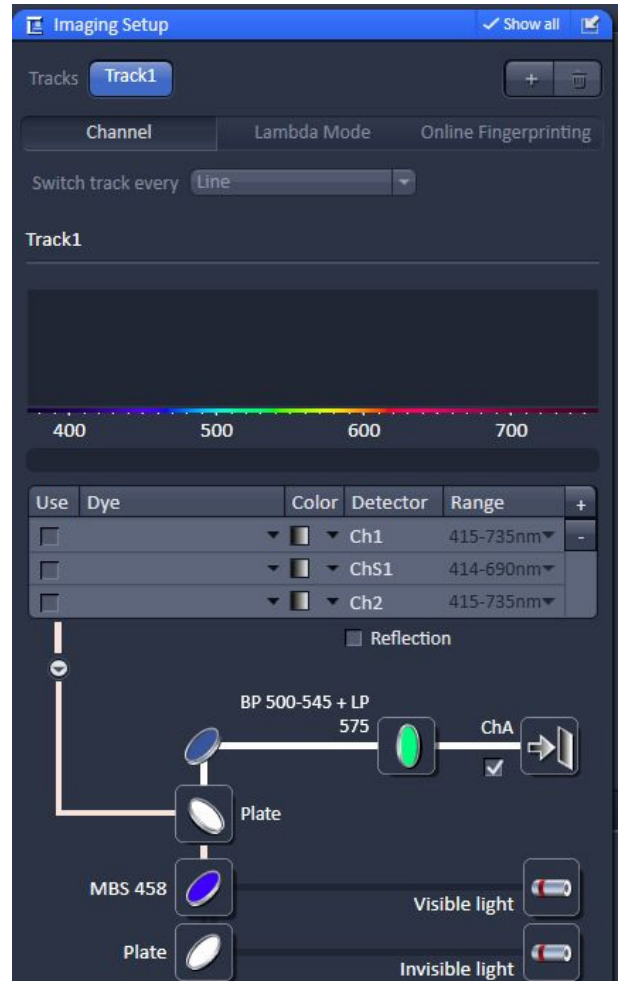 Imaging Setup Show all
Tracks Track1 +
Channel Lambda Mode Online Fingerprinting
Switch track every Line
Track1
400 500 600 700
Use Dye Color Detector Range +
Ch1 415-735nm -
ChS1 414-690nm
Ch2 415-735nm
Reflection
BP 500-545 + LP
575 ChA
Plate
MBS 458
Visible light
Plate
Invisible light